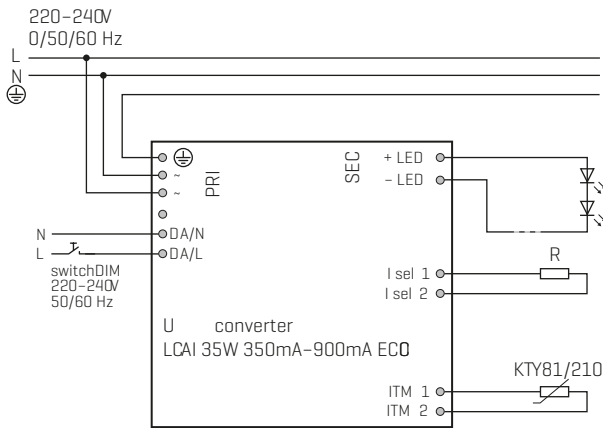 220–240V
0/50/60 Hz
L
N
PRI
SEC
~
~
+ LED
– LED
N
L
DA/N
DA/L
switchDIM
220–240V
50/60 Hz
I sel 1
I sel 2
R
U converter
LCAI 35W 350mA–900mA ECO
KTY81/210
ITM 1
ITM 2